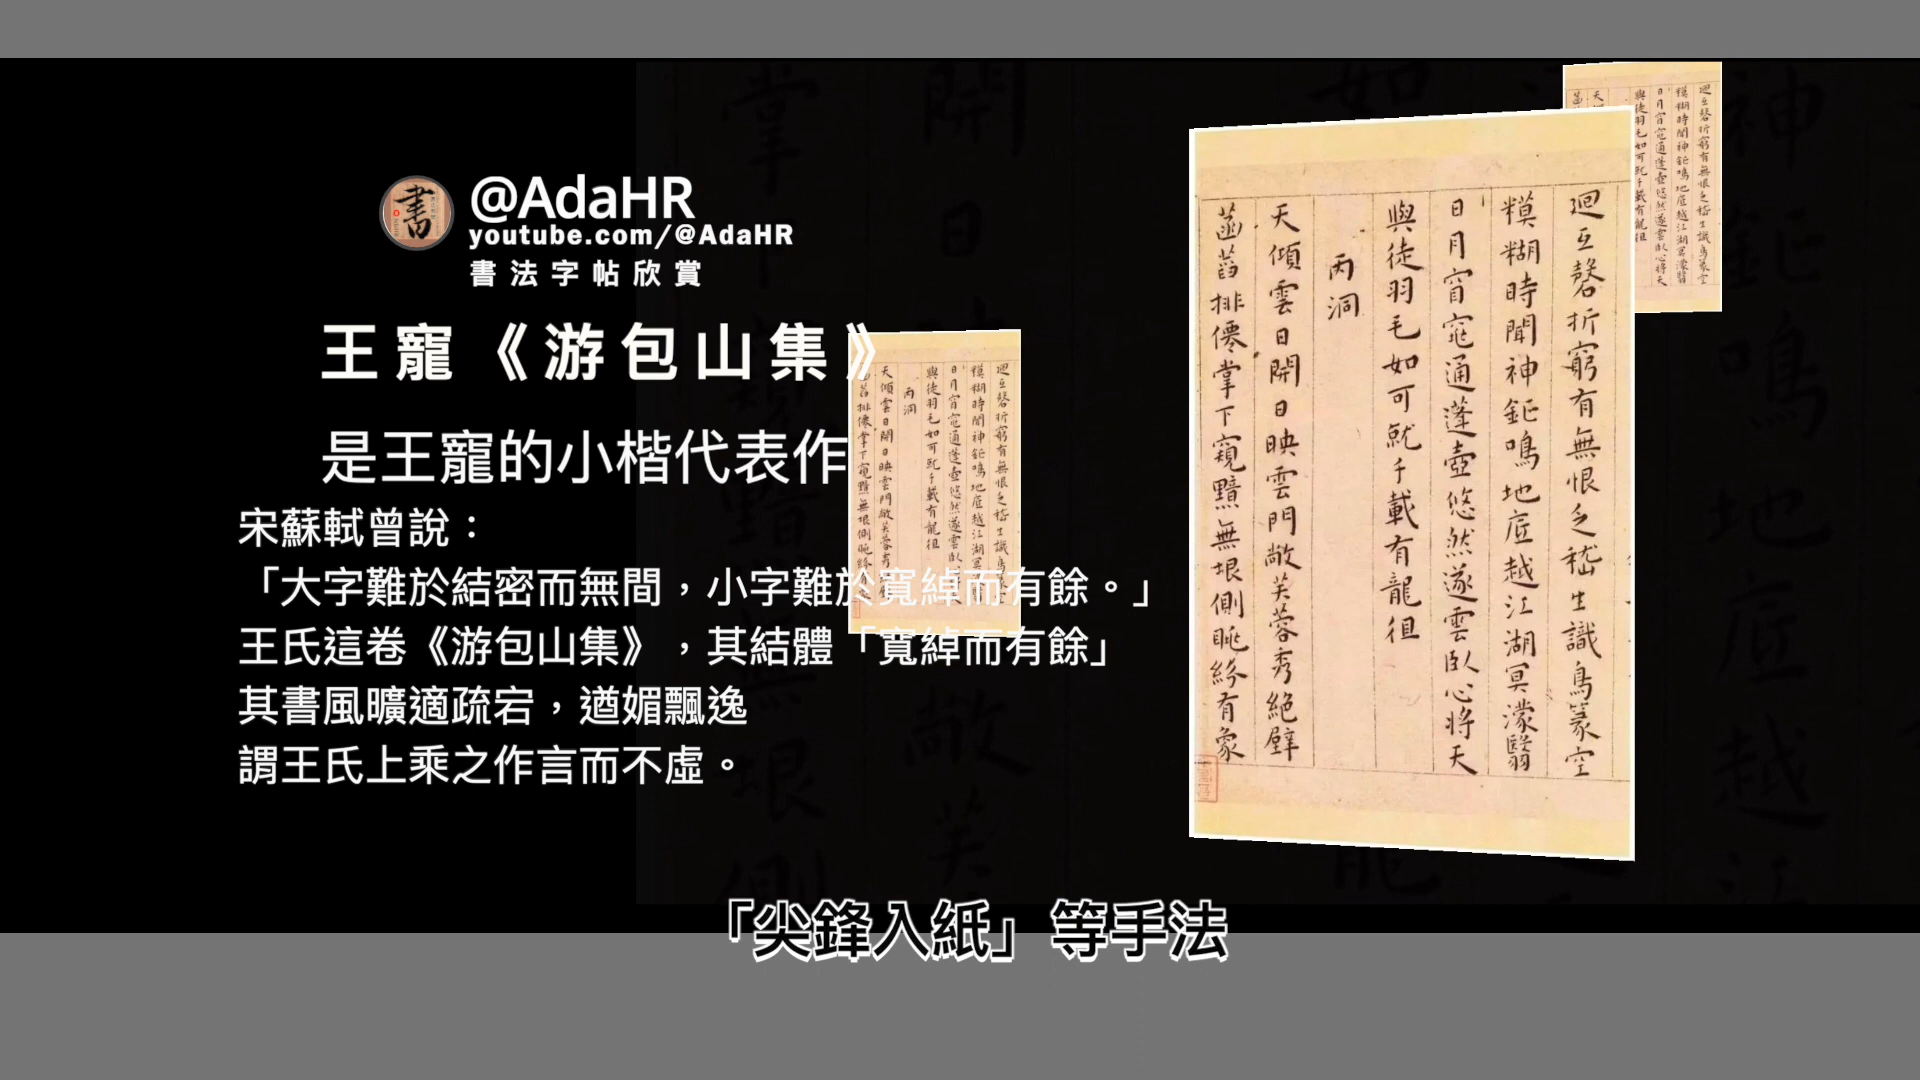 @AdaHR
youtube.com/@AdaHR
書法字帖欣賞
王寵《游包山集》
是王寵的小楷代表作
宋蘇軾曾說：
「大字難於結密而無間，小字難於寬綽而有餘。」
王氏這卷《游包山集》，其結體「寬綽而有餘」
其書風曠適疏宕，遒媚飄逸
謂王氏上乘之作言而不虛。
迴互磬折窮有無恨乏嵇生識鳥篆空
糢糊時聞神鉦鳴地底越江湖冥濛翳
日月窅窕通蓬壺悠然遂雲臥心將天
與徒羽毛如可就千載有龍徂
丙洞
天傾雲日開日映雲門敞芙蓉秀絕壁
菡萏排僊掌下窺黯無垠側眺紛有象
「尖鋒入紙」等手法